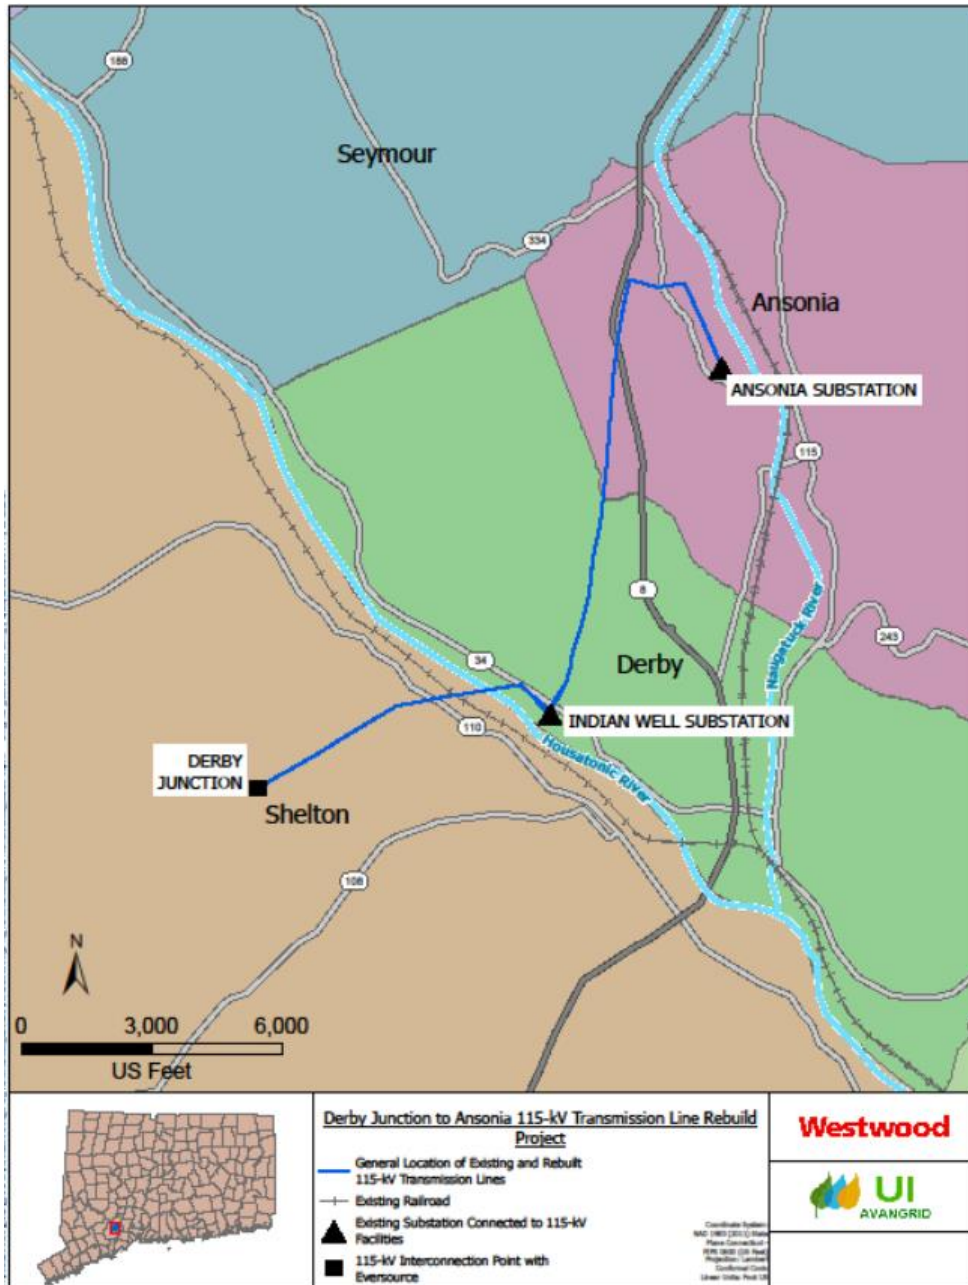 188
Seymour
334
Ansonia
ANSONIA SUBSTATION
115
8
Naugatuck River
243
34
Derby
INDIAN WELL SUBSTATION
110
Housatonic River
DERBY
JUNCTION
Shelton
108
N
0 3,000 6,000
US Feet
Derby Junction to Ansonia 115-kV Transmission Line Rebuild
Project
General Location of Existing and Rebuilt
115-kV Transmission Lines
Existing Railroad
Existing Substation Connected to 115-kV
Facilities
115-kV Interconnection Point with
Eversource
Westwood
UI
AVANGRID
Coordinate System: